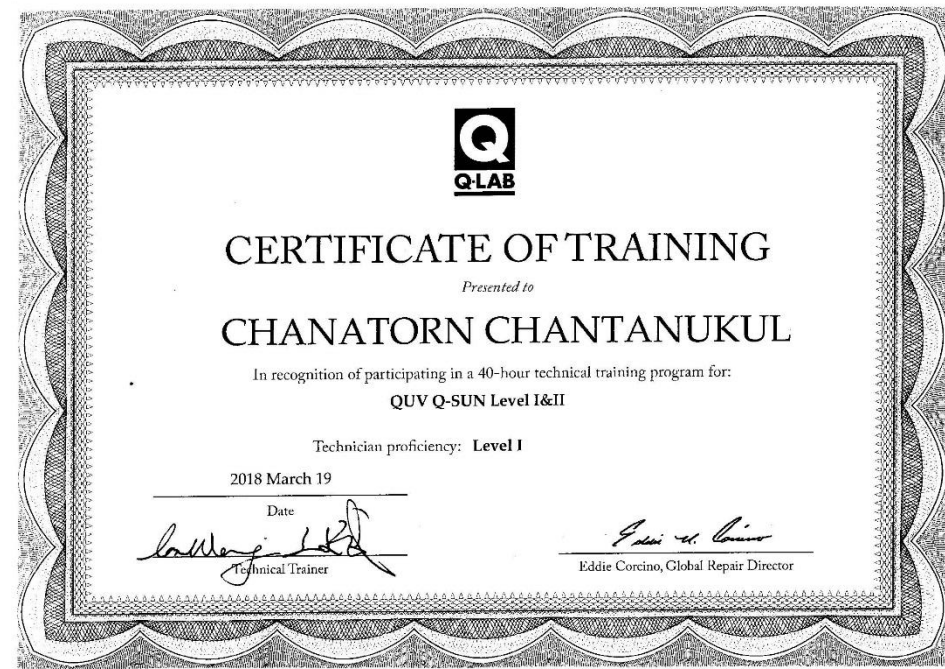 Q
Q-LAB
CERTIFICATE OF TRAINING
Presented to
CHANATORN CHANTANUKUL
In recognition of participating in a 40-hour technical training program for:
QUV Q-SUN Level I&II
Technician proficiency: Level I
2018 March 19
Date
Technical Trainer
Eddie Corcino, Global Repair Director